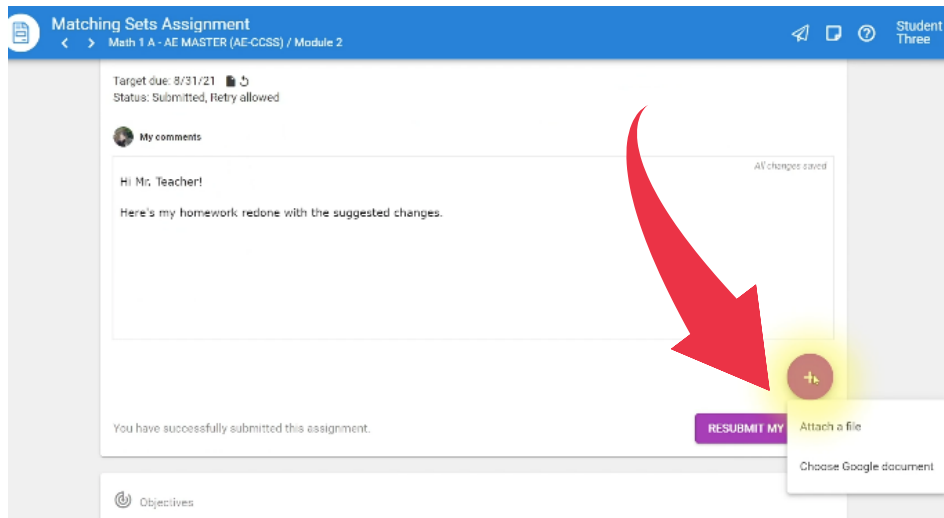 Matching Sets Assignment
Math 1 A - AE MASTER (AE-CCSS) / Module 2
Student
Three
Target due: 8/31/21
Status: Submitted, Retry allowed
My comments
All changes saved
Hi Mr. Teacher!
Here's my homework redone with the suggested changes.
You have successfully submitted this assignment.
RESUBMIT MY
Attach a file
Choose Google document
Objectives